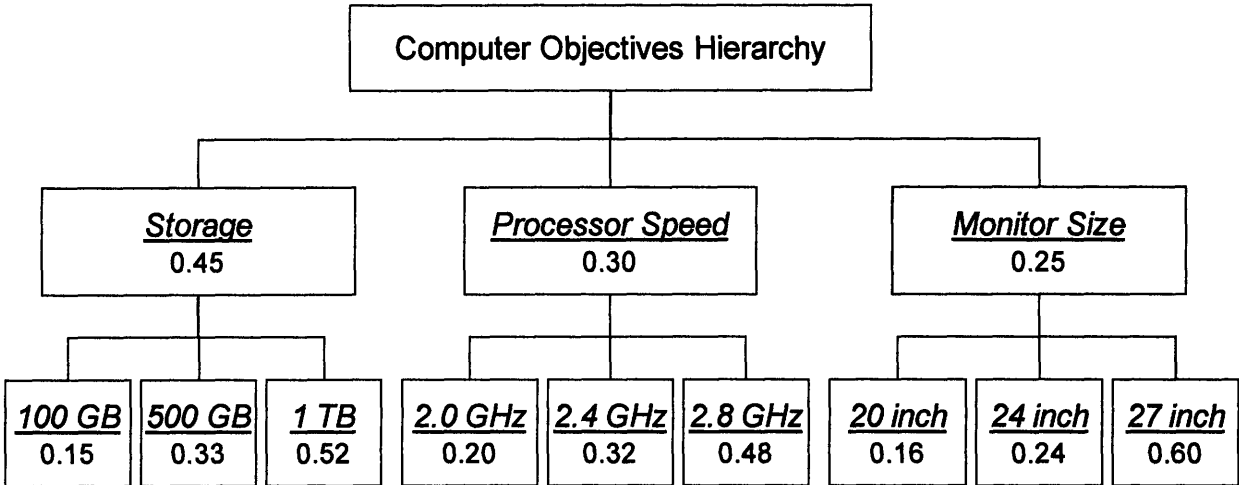 Computer Objectives Hierarchy
Storage
0.45
Processor Speed
0.30
Monitor Size
0.25
100 GB
0.15
500 GB
0.33
1 TB
0.52
2.0 GHz
0.20
2.4 GHz
0.32
2.8 GHz
0.48
20 inch
0.16
24 inch
0.24
27 inch
0.60